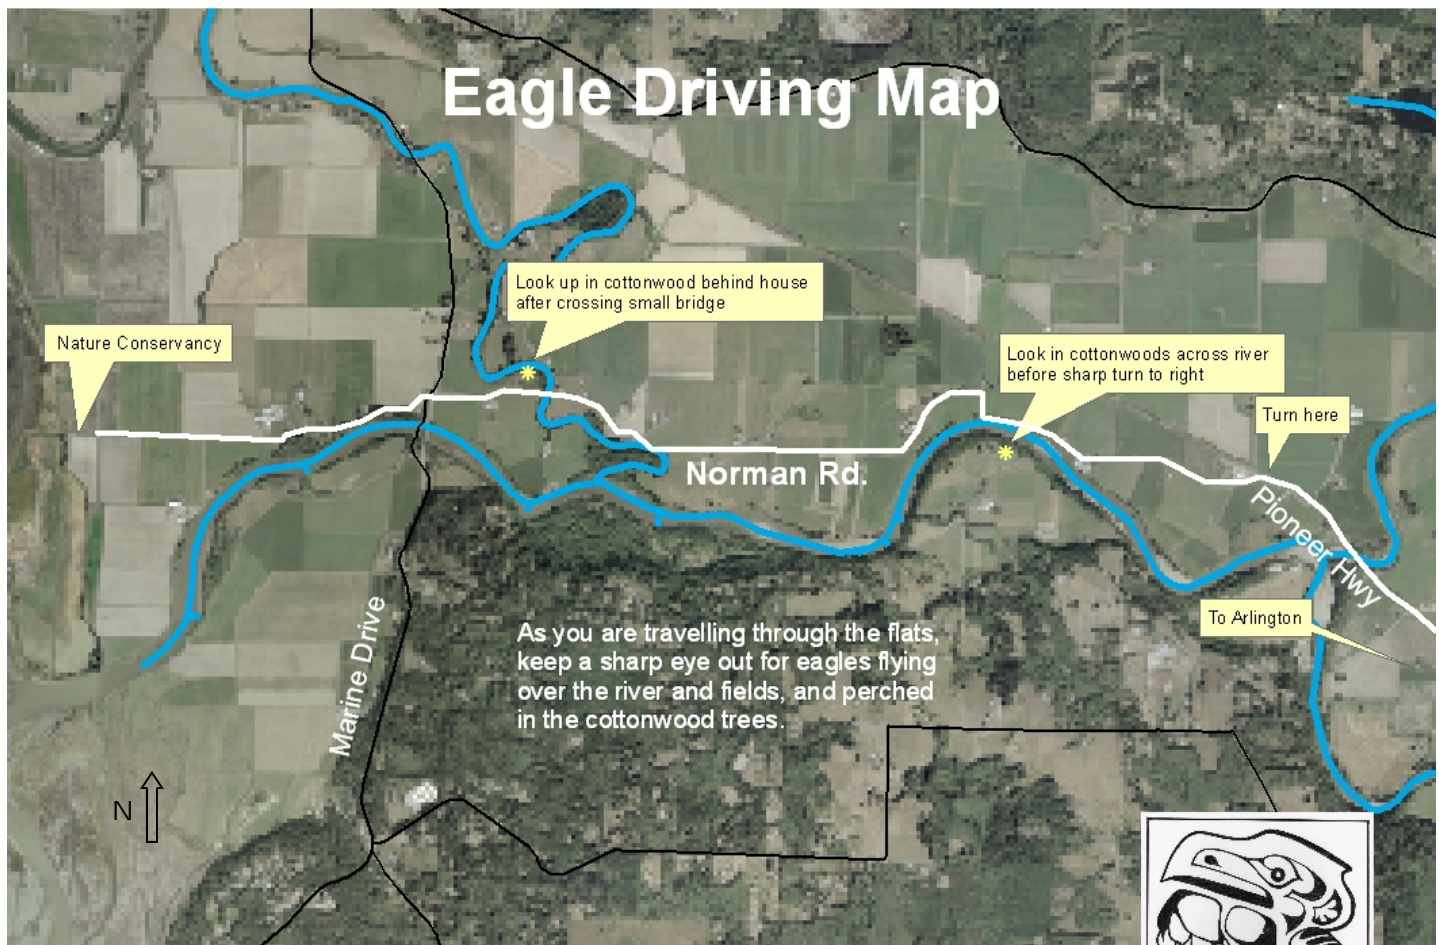 Eagle Driving Map
Look up in cottonwood behind house
after crossing small bridge
Nature Conservancy
Look in cottonwoods across river
before sharp turn to right
Turn here
Norman Rd.
Pioneer Hwy
To Arlington
Marine Drive
As you are travelling through the flats,
keep a sharp eye out for eagles flying
over the river and fields, and perched
in the cottonwood trees.
N